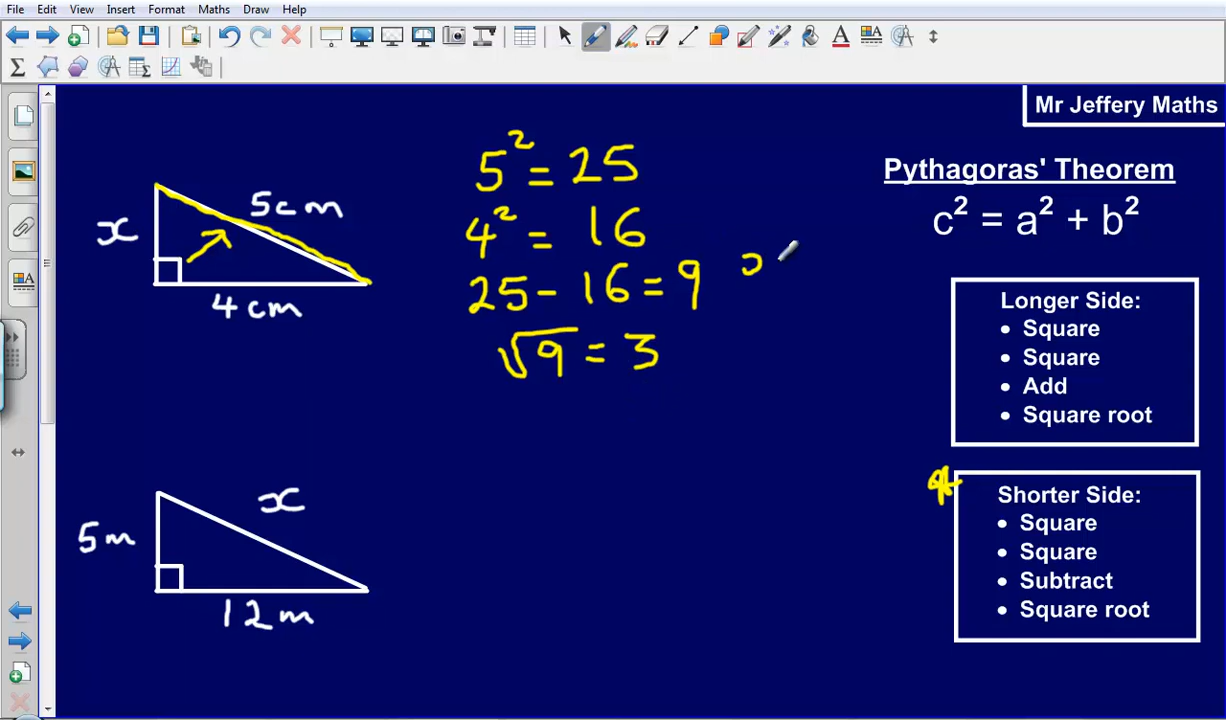 File Edit View Insert Format Maths Draw Help
Mr Jeffery Maths
Pythagoras' Theorem
c² = a² + b²
x
5cm
4cm
5² = 25
4² = 16
25 - 16 = 9
√9 = 3
Longer Side:
• Square
• Square
• Add
• Square root
x
5m
12m
Shorter Side:
• Square
• Square
• Subtract
• Square root